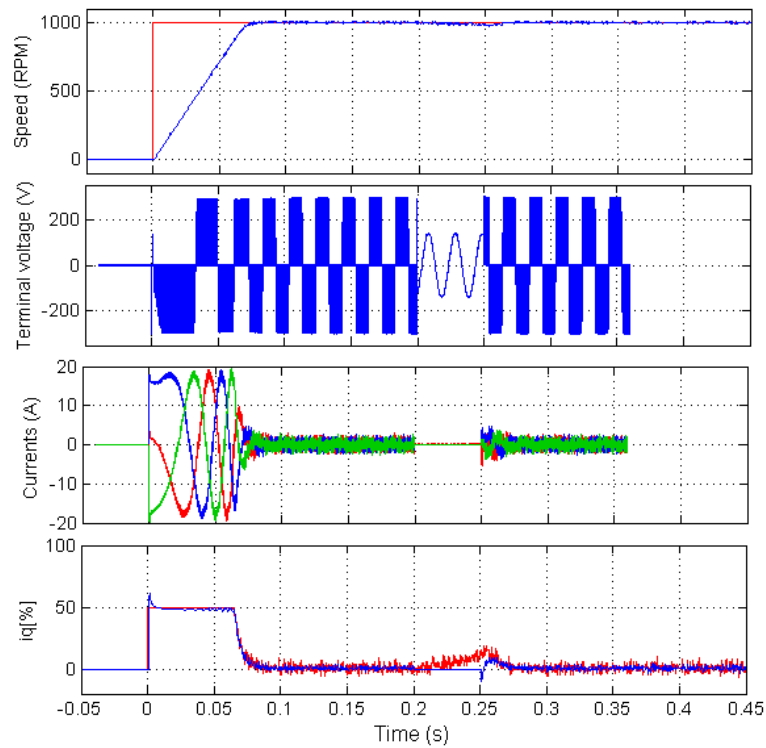 1000
500
0
Speed (RPM)
200
0
-200
Terminal voltage (V)
20
10
0
-10
-20
Currents (A)
100
50
0
iq[%]
-0.05 0 0.05 0.1 0.15 0.2 0.25 0.3 0.35 0.4 0.45
Time (s)